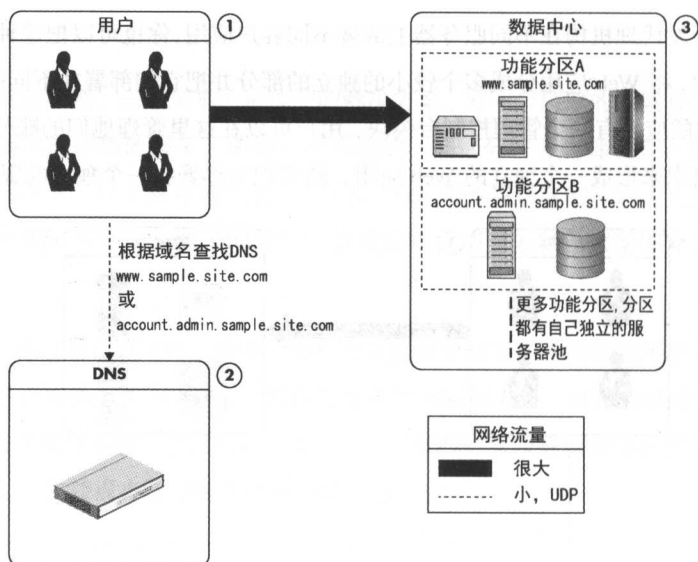 用户
①
根据域名查找DNS
www.sample.site.com
或
account.admin.sample.site.com
DNS
②
数据中心
③
功能分区A
www.sample.site.com
100
功能分区B
account.admin.sample.site.com
更多功能分区,分区
都有自己独立的服
务器池
网络流量
很大
小, UDP